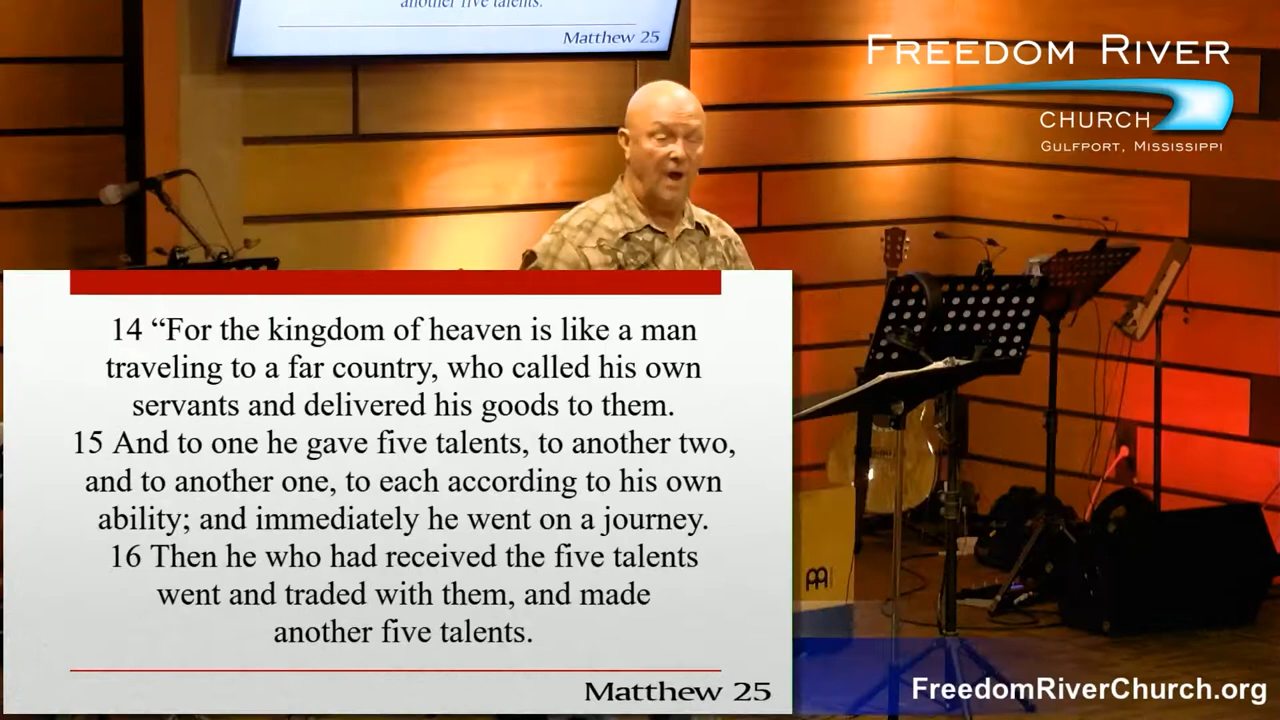 another five talents.
Matthew 25
FREEDOM RIVER
CHURCH
GULFPORT, MISSISSIPPI
14 “For the kingdom of heaven is like a man
traveling to a far country, who called his own
servants and delivered his goods to them.
15 And to one he gave five talents, to another two,
and to another one, to each according to his own
ability; and immediately he went on a journey.
16 Then he who had received the five talents
went and traded with them, and made
another five talents.
Matthew 25
FreedomRiverChurch.org